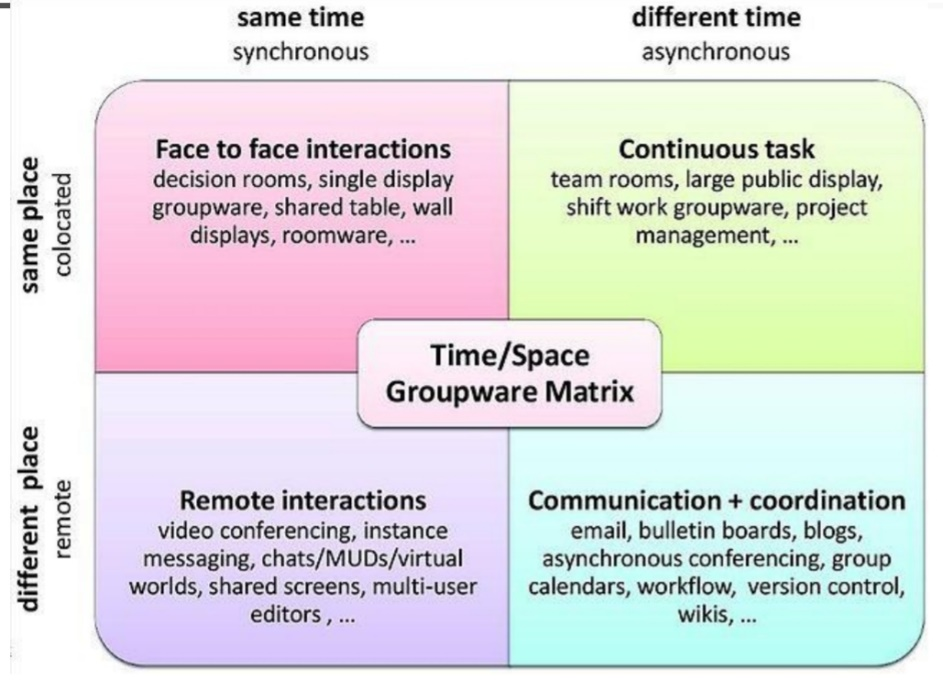 same time
synchronous
different time
asynchronous
same place
colocated
Face to face interactions
decision rooms, single display
groupware, shared table, wall
displays, roomware, ...
Continuous task
team rooms, large public display,
shift work groupware, project
management, ...
Time/Space
Groupware Matrix
different place
remote
Remote interactions
video conferencing, instance
messaging, chats/MUDs/virtual
worlds, shared screens, multi-user
editors , ...
Communication + coordination
email, bulletin boards, blogs,
asynchronous conferencing, group
calendars, workflow, version control,
wikis, ...